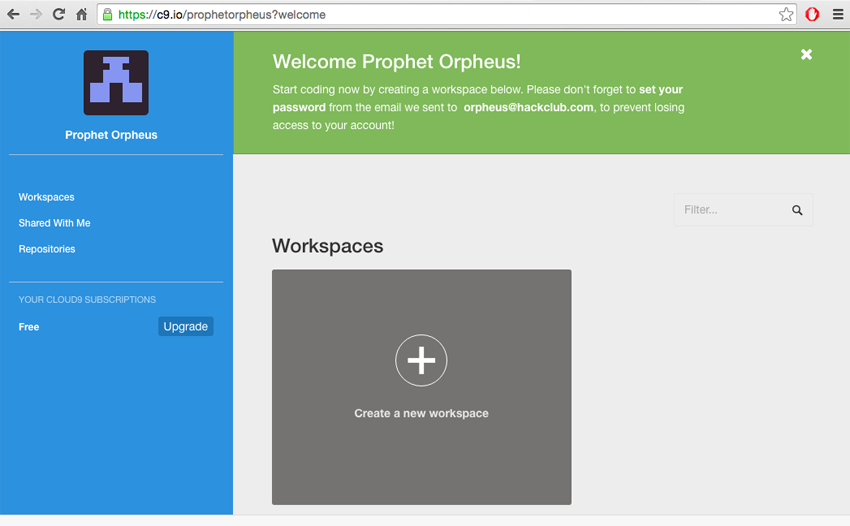 https://c9.io/prophetorpheus?welcome
Prophet Orpheus
Workspaces
Shared With Me
Repositories
YOUR CLOUD9 SUBSCRIPTIONS
Free Upgrade
Welcome Prophet Orpheus!
Start coding now by creating a workspace below. Please don't forget to set your
password from the email we sent to orpheus@hackclub.com, to prevent losing
access to your account!
Filter...
Workspaces
Create a new workspace